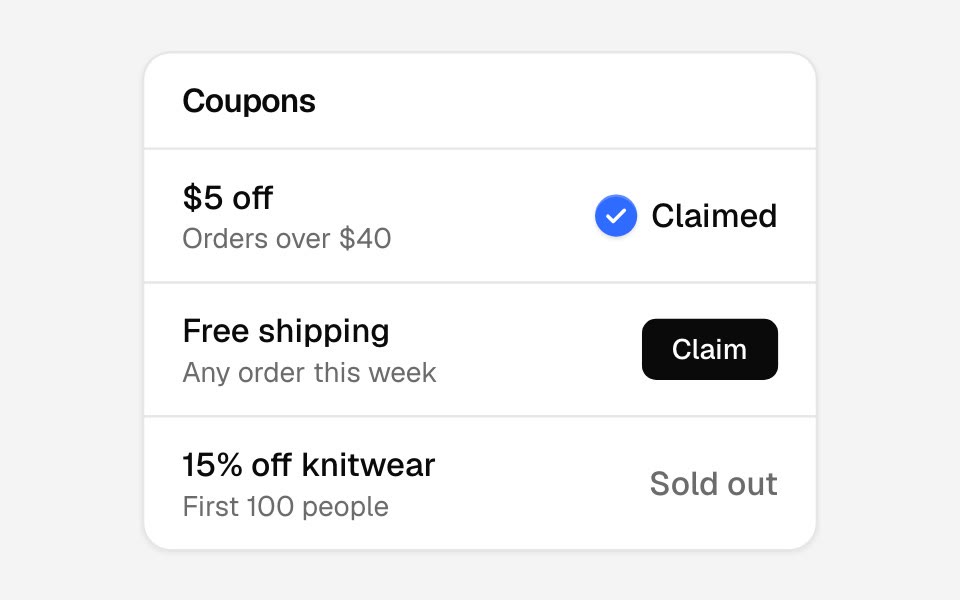 Coupons
$5 off
Orders over $40
Claimed
Free shipping
Any order this week
Claim
15% off knitwear
First 100 people
Sold out